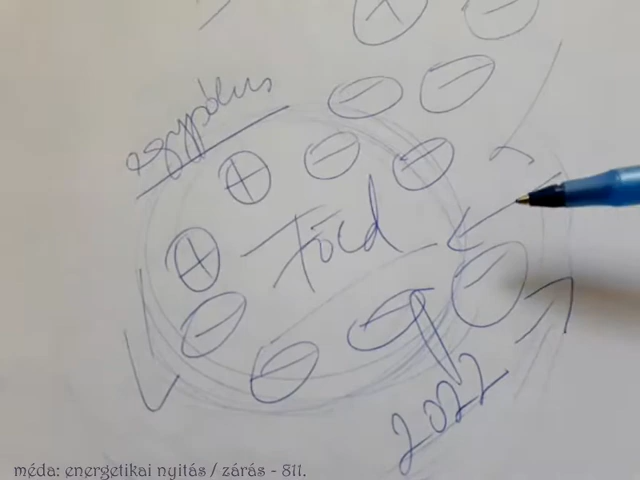 egypólus
Föld
2022
méda: energetikai nyitás / zárás - 811.